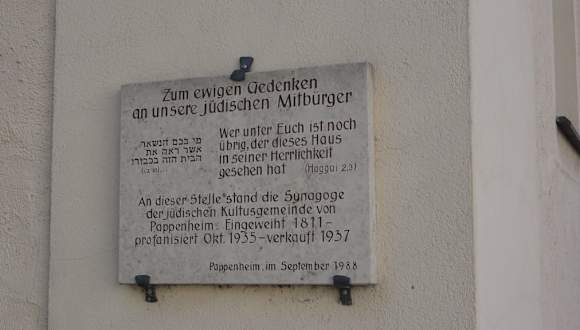 Zum ewigen Gedenken
an unsere jüdischen Mitbürger
מי בכם הנשאר
אשר ראה את
הבית הזה בכבודו
Wer unter Euch ist noch
übrig, der dieses Haus
in seiner Herrlichkeit
gesehen hat (Haggai 2,3)
An dieser Stelle stand die Synagoge
der jüdischen Kultusgemeinde von
Pappenheim: Eingeweiht 1811-
profanisiert Okt. 1935-verkauft 1937
Pappenheim, im September 1988